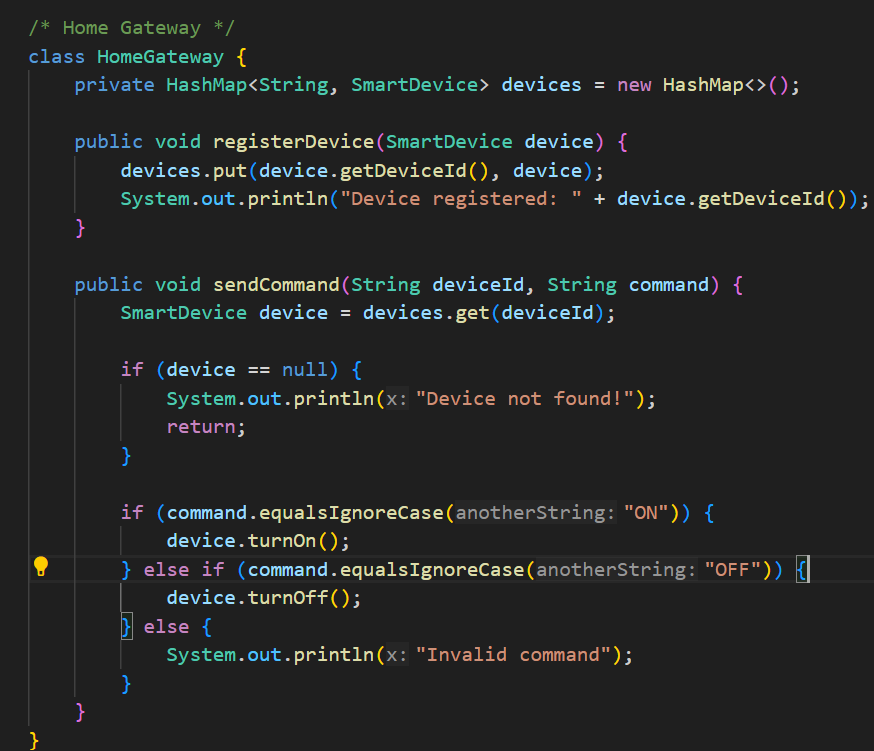 /* Home Gateway */
class HomeGateway {
    private HashMap<String, SmartDevice> devices = new HashMap<>();

    public void registerDevice(SmartDevice device) {
        devices.put(device.getDeviceId(), device);
        System.out.println("Device registered: " + device.getDeviceId());
    }

    public void sendCommand(String deviceId, String command) {
        SmartDevice device = devices.get(deviceId);

        if (device == null) {
            System.out.println(x: "Device not found!");
            return;
        }

        if (command.equalsIgnoreCase(anotherString: "ON")) {
            device.turnOn();
        } else if (command.equalsIgnoreCase(anotherString: "OFF")) {
            device.turnOff();
        } else {
            System.out.println(x: "Invalid command");
        }
    }
}